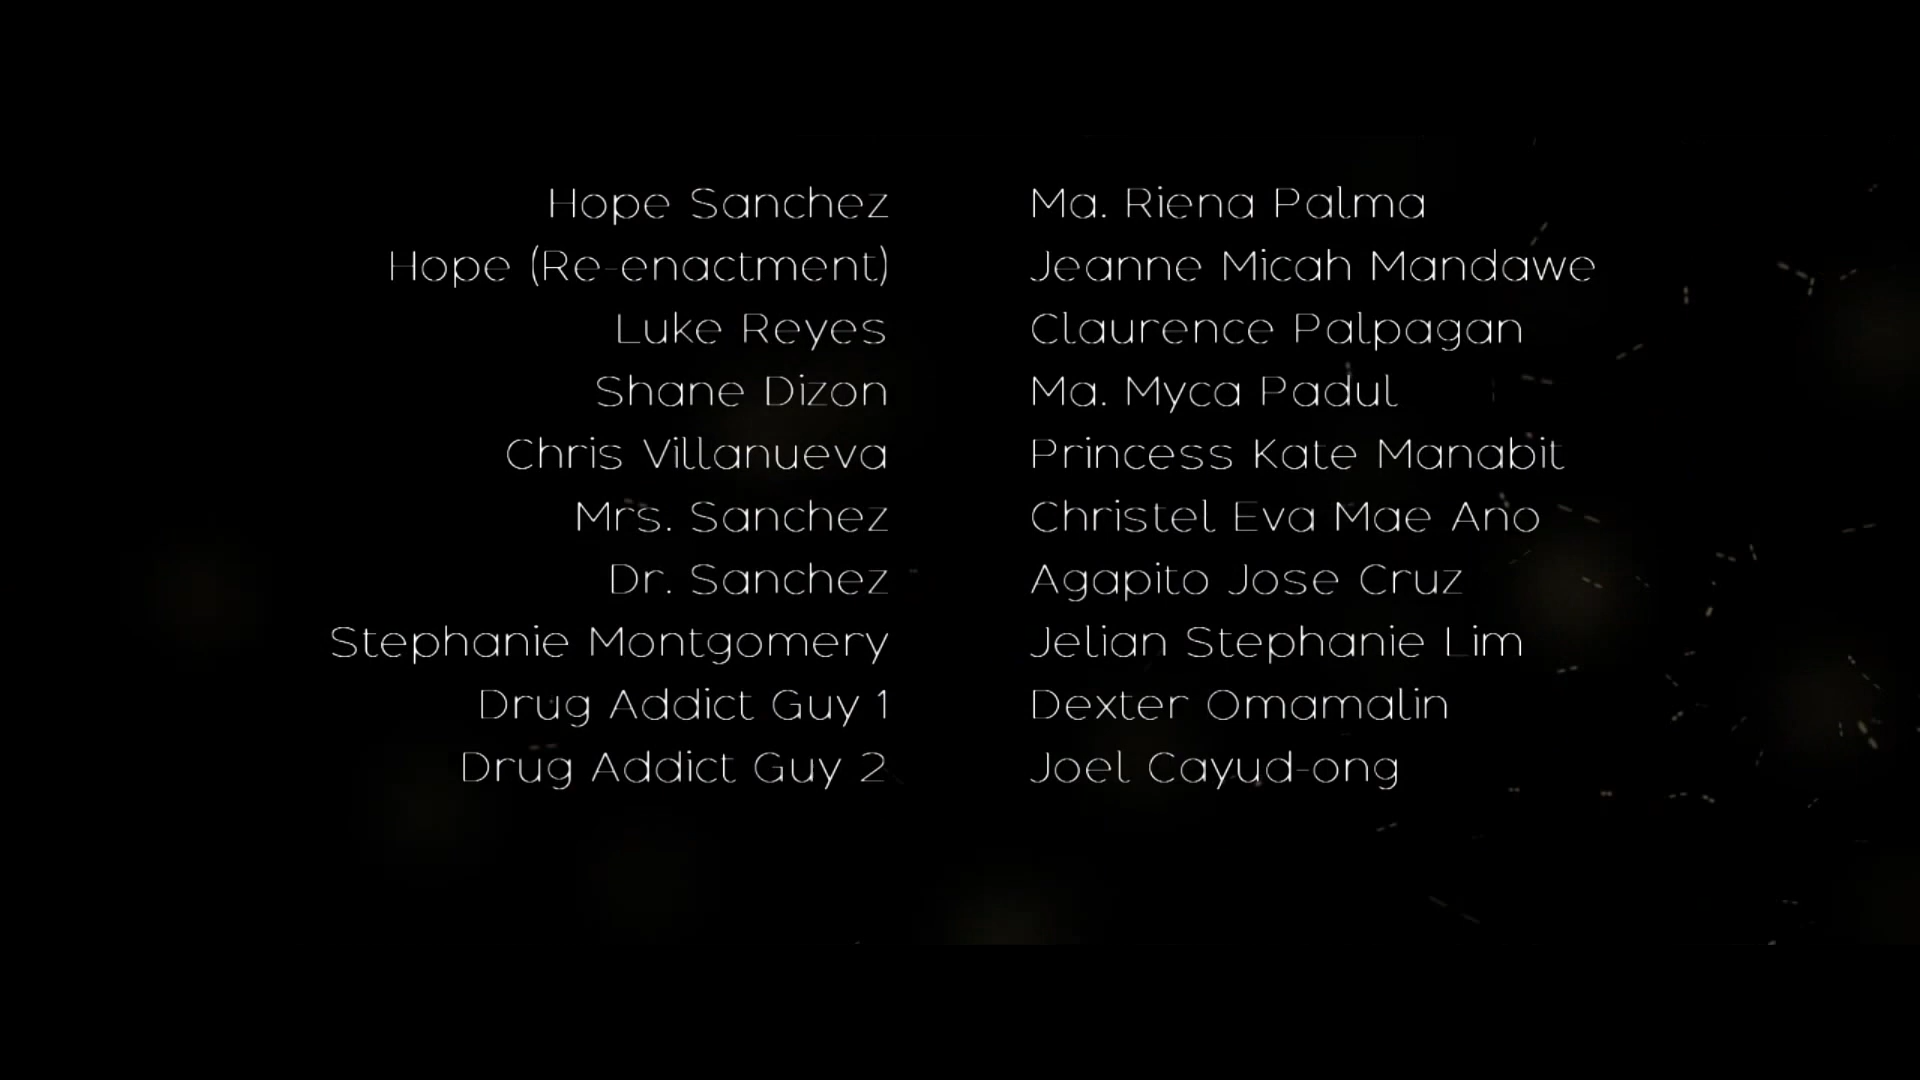 Hope Sanchez Ma. Riena Palma
Hope (Re-enactment) Jeanne Micah Mandawe
Luke Reyes Claurence Palpagan
Shane Dizon Ma. Myca Padul
Chris Villanueva Princess Kate Manabit
Mrs. Sanchez Christel Eva Mae Ano
Dr. Sanchez Agapito Jose Cruz
Stephanie Montgomery Jelian Stephanie Lim
Drug Addict Guy 1 Dexter Omamalin
Drug Addict Guy 2 Joel Cayud-ong